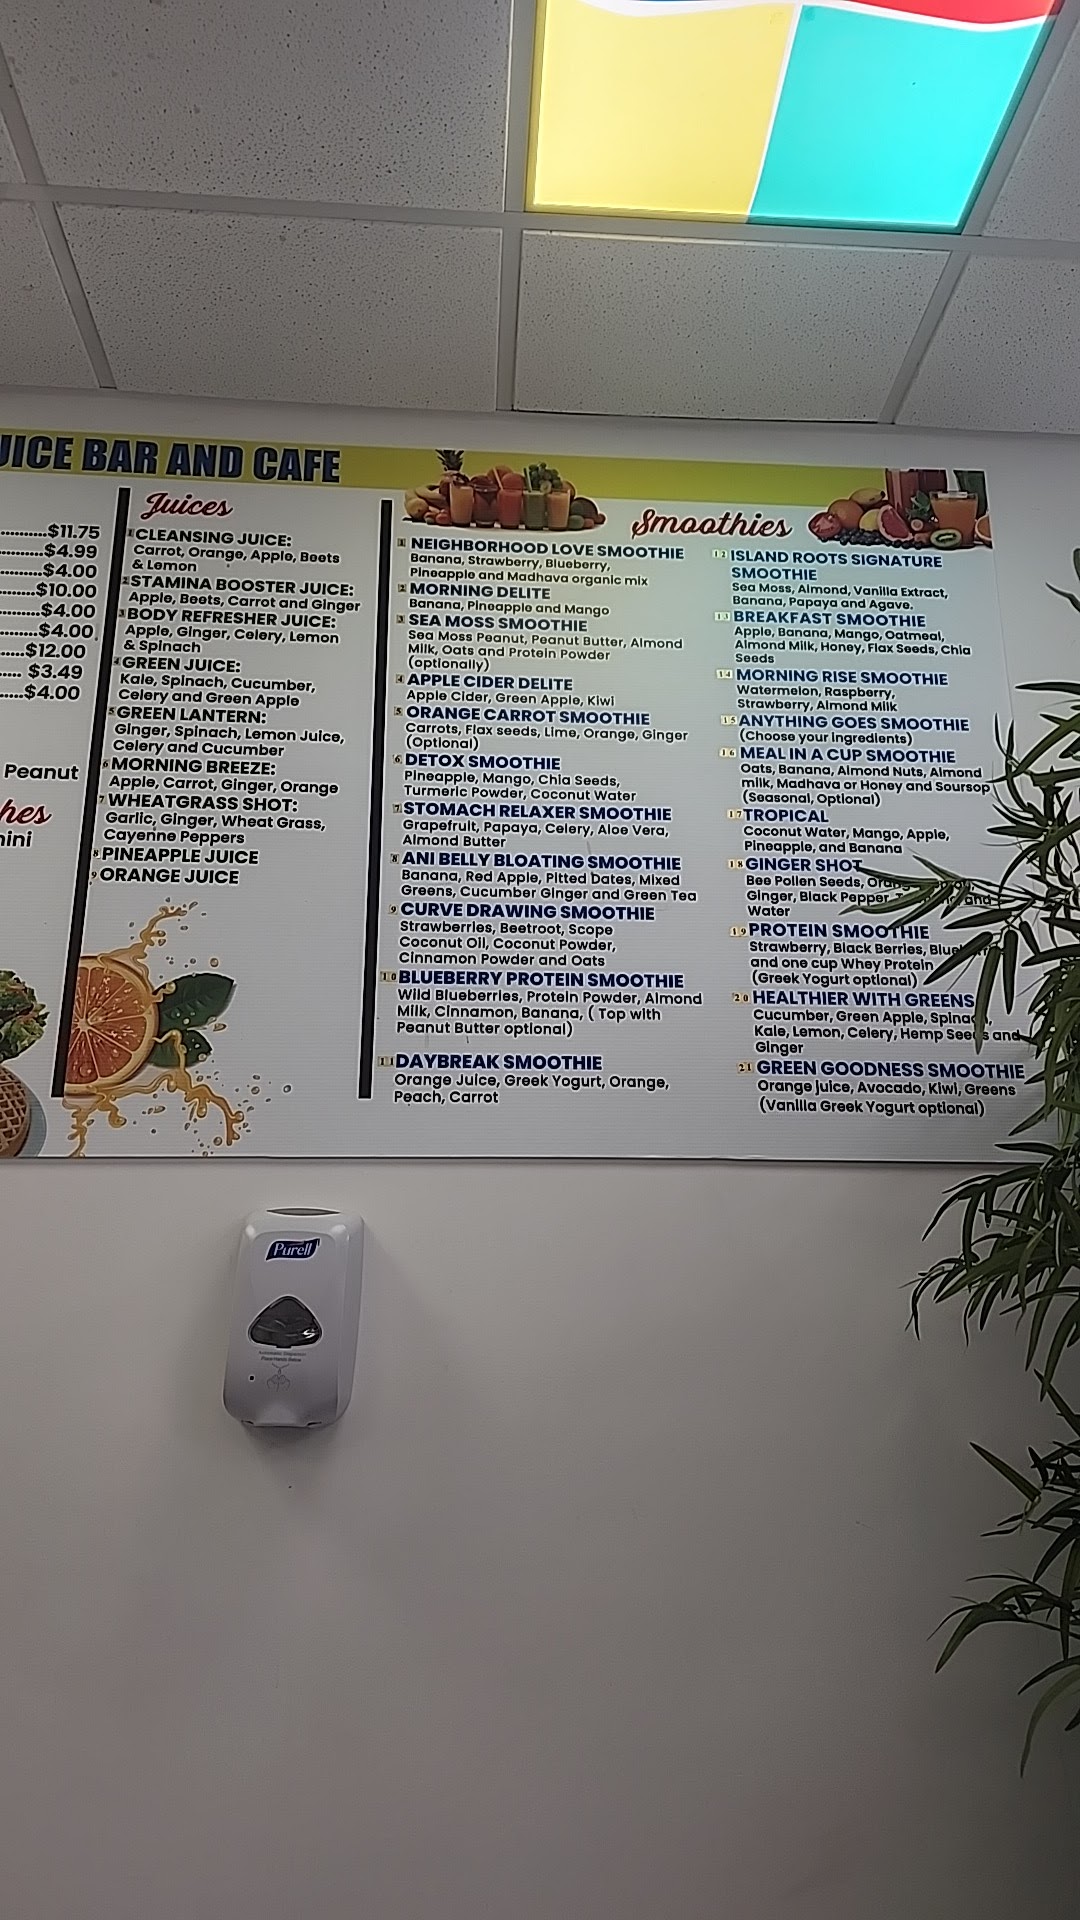 JUICE BAR AND CAFE
...........$11.75
...........$4.99
..........$4.00
........$10.00
........$4.00
........$4.00
......$12.00
..... $3.49
.....$4.00
Peanut
hes
nini
Juices
1 CLEANSING JUICE:
Carrot, Orange, Apple, Beets
& Lemon
2 STAMINA BOOSTER JUICE:
Apple, Beets, Carrot and Ginger
3 BODY REFRESHER JUICE:
Apple, Ginger, Celery, Lemon
& Spinach
4 GREEN JUICE:
Kale, Spinach, Cucumber,
Celery and Green Apple
5 GREEN LANTERN:
Ginger, Spinach, Lemon Juice,
Celery and Cucumber
6 MORNING BREEZE:
Apple, Carrot, Ginger, Orange
7 WHEATGRASS SHOT:
Garlic, Ginger, Wheat Grass,
Cayenne Peppers
8 PINEAPPLE JUICE
9 ORANGE JUICE
Smoothies
1 NEIGHBORHOOD LOVE SMOOTHIE
Banana, Strawberry, Blueberry,
Pineapple and Madhava organic mix
2 MORNING DELITE
Banana, Pineapple and Mango
3 SEA MOSS SMOOTHIE
Sea Moss Peanut, Peanut Butter, Almond
Milk, Oats and Protein Powder
(optionally)
4 APPLE CIDER DELITE
Apple Cider, Green Apple, Kiwi
5 ORANGE CARROT SMOOTHIE
Carrots, Flax seeds, Lime, Orange, Ginger
(Optional)
6 DETOX SMOOTHIE
Pineapple, Mango, Chia Seeds,
Turmeric Powder, Coconut Water
7 STOMACH RELAXER SMOOTHIE
Grapefruit, Papaya, Celery, Aloe Vera,
Almond Butter
8 ANI BELLY BLOATING SMOOTHIE
Banana, Red Apple, Pitted Dates, Mixed
Greens, Cucumber Ginger and Green Tea
9 CURVE DRAWING SMOOTHIE
Strawberries, Beetroot, Scope
Coconut Oil, Coconut Powder,
Cinnamon Powder and Oats
10 BLUEBERRY PROTEIN SMOOTHIE
Wild Blueberries, Protein Powder, Almond
Milk, Cinnamon, Banana, ( Top with
Peanut Butter optional)
11 DAYBREAK SMOOTHIE
Orange Juice, Greek Yogurt, Orange,
Peach, Carrot
12 ISLAND ROOTS SIGNATURE
SMOOTHIE
Sea Moss, Almond, Vanilla Extract,
Banana, Papaya and Agave.
13 BREAKFAST SMOOTHIE
Apple, Banana, Mango, Oatmeal,
Almond Milk, Honey, Flax Seeds, Chia
Seeds
14 MORNING RISE SMOOTHIE
Watermelon, Raspberry,
Strawberry, Almond Milk
15 ANYTHING GOES SMOOTHIE
(Choose your ingredients)
16 MEAL IN A CUP SMOOTHIE
Oats, Banana, Almond Nuts, Almond
milk, Madhava or Honey and Soursop
(Seasonal, Optional)
17 TROPICAL
Coconut Water, Mango, Apple,
Pineapple, and Banana
18 GINGER SHOT
Bee Pollen Seeds,
Ginger, Black Pepper, and
Water
19 PROTEIN SMOOTHIE
Strawberry, Black Berries,
and one cup Whey Protein
(Greek Yogurt optional)
20 HEALTHIER WITH GREENS
Cucumber, Green Apple, Spinach,
Kale, Lemon, Celery, Hemp Seeds and
Ginger
21 GREEN GOODNESS SMOOTHIE
Orange juice, Avocado, Kiwi, Greens
(Vanilla Greek Yogurt optional)
Purell